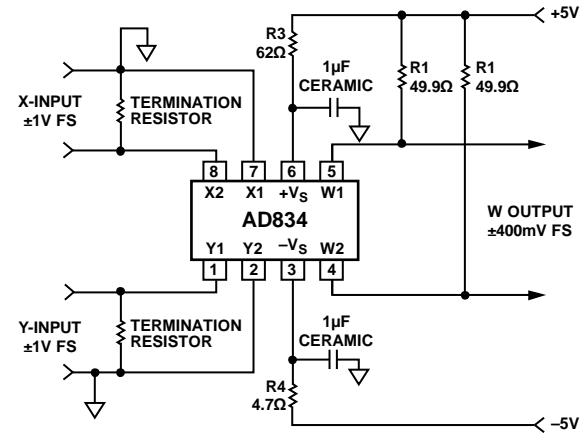 +5V
R3
62Ω
R1
49.9Ω
R1
49.9Ω
1µF
CERAMIC
X-INPUT
±1V FS
TERMINATION
RESISTOR
8
7
6
5
X2
X1
+VS
W1
AD834
Y1
Y2
–VS
W2
1
2
3
4
W OUTPUT
±400mV FS
Y-INPUT
±1V FS
TERMINATION
RESISTOR
1µF
CERAMIC
R4
4.7Ω
–5V